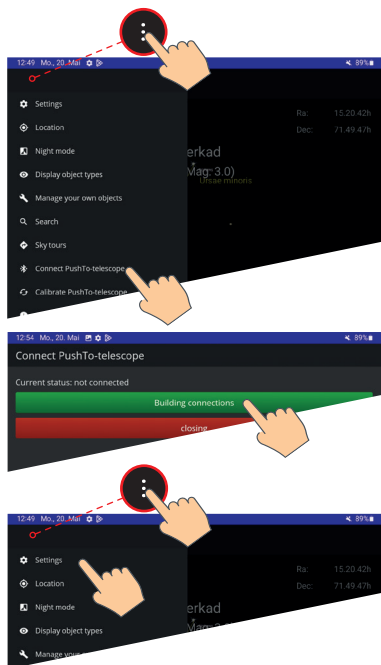 12:49 Mo., 20. Mai 89%
Settings
Location
Night mode
Display object types
Manage your own objects
Search
Sky tours
Connect PushTo-telescope
Calibrate PushTo-telescope
Ra: 15.20.42h
Dec: 71.49.47h
erkad
Mag: 3.0)
Ursae minoris
12:54 Mo., 20. Mai 89%
Connect PushTo-telescope
Current status: not connected
Building connections
closing
12:49 Mo., 20. Mai 89%
Settings
Location
Night mode
Display object types
Manage your
Ra: 15.20.42h
Dec: 71.49.47h
erkad